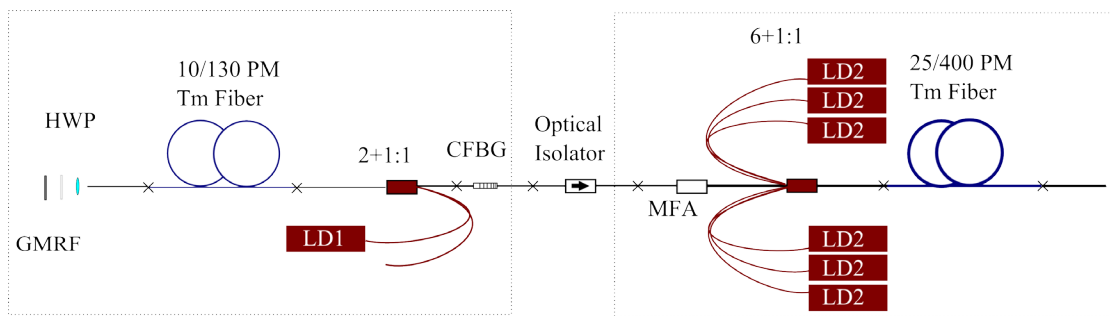 HWP
GMRF
10/130 PM
Tm Fiber
2+1:1
LD1
CFBG
Optical
Isolator
MFA
6+1:1
LD2
LD2
LD2
LD2
LD2
LD2
25/400 PM
Tm Fiber